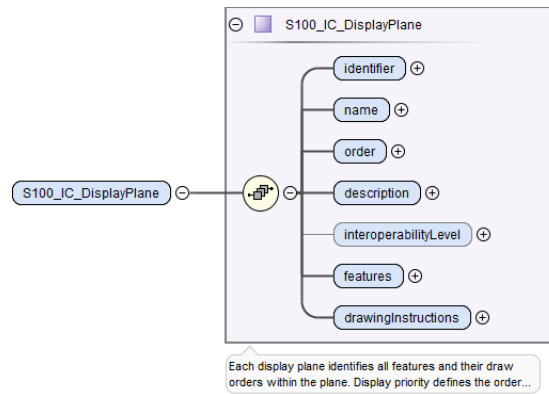 S100_IC_DisplayPlane
identifier
name
order
S100_IC_DisplayPlane
description
interoperabilityLevel
features
drawingInstructions
Each display plane identifies all features and their draw
orders within the plane. Display priority defines the order...